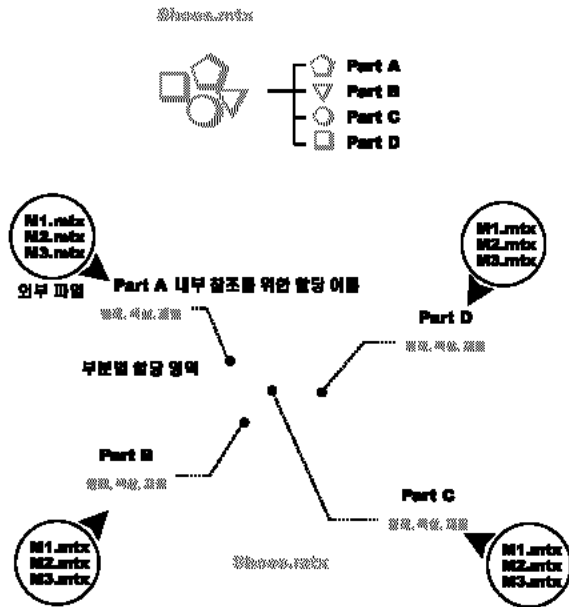 Shoes.mtx
Part A
Part B
Part C
Part D
M1.mtx
M2.mtx
M3.mtx
외부 파일
M1.mtx
M2.mtx
M3.mtx
Part A 내부 참조를 위한 할당 이름
Part D
부분별 할당 영역
Part B
Part C
M1.mtx
M2.mtx
M3.mtx
Shoes.mtx
M1.mtx
M2.mtx
M3.mtx